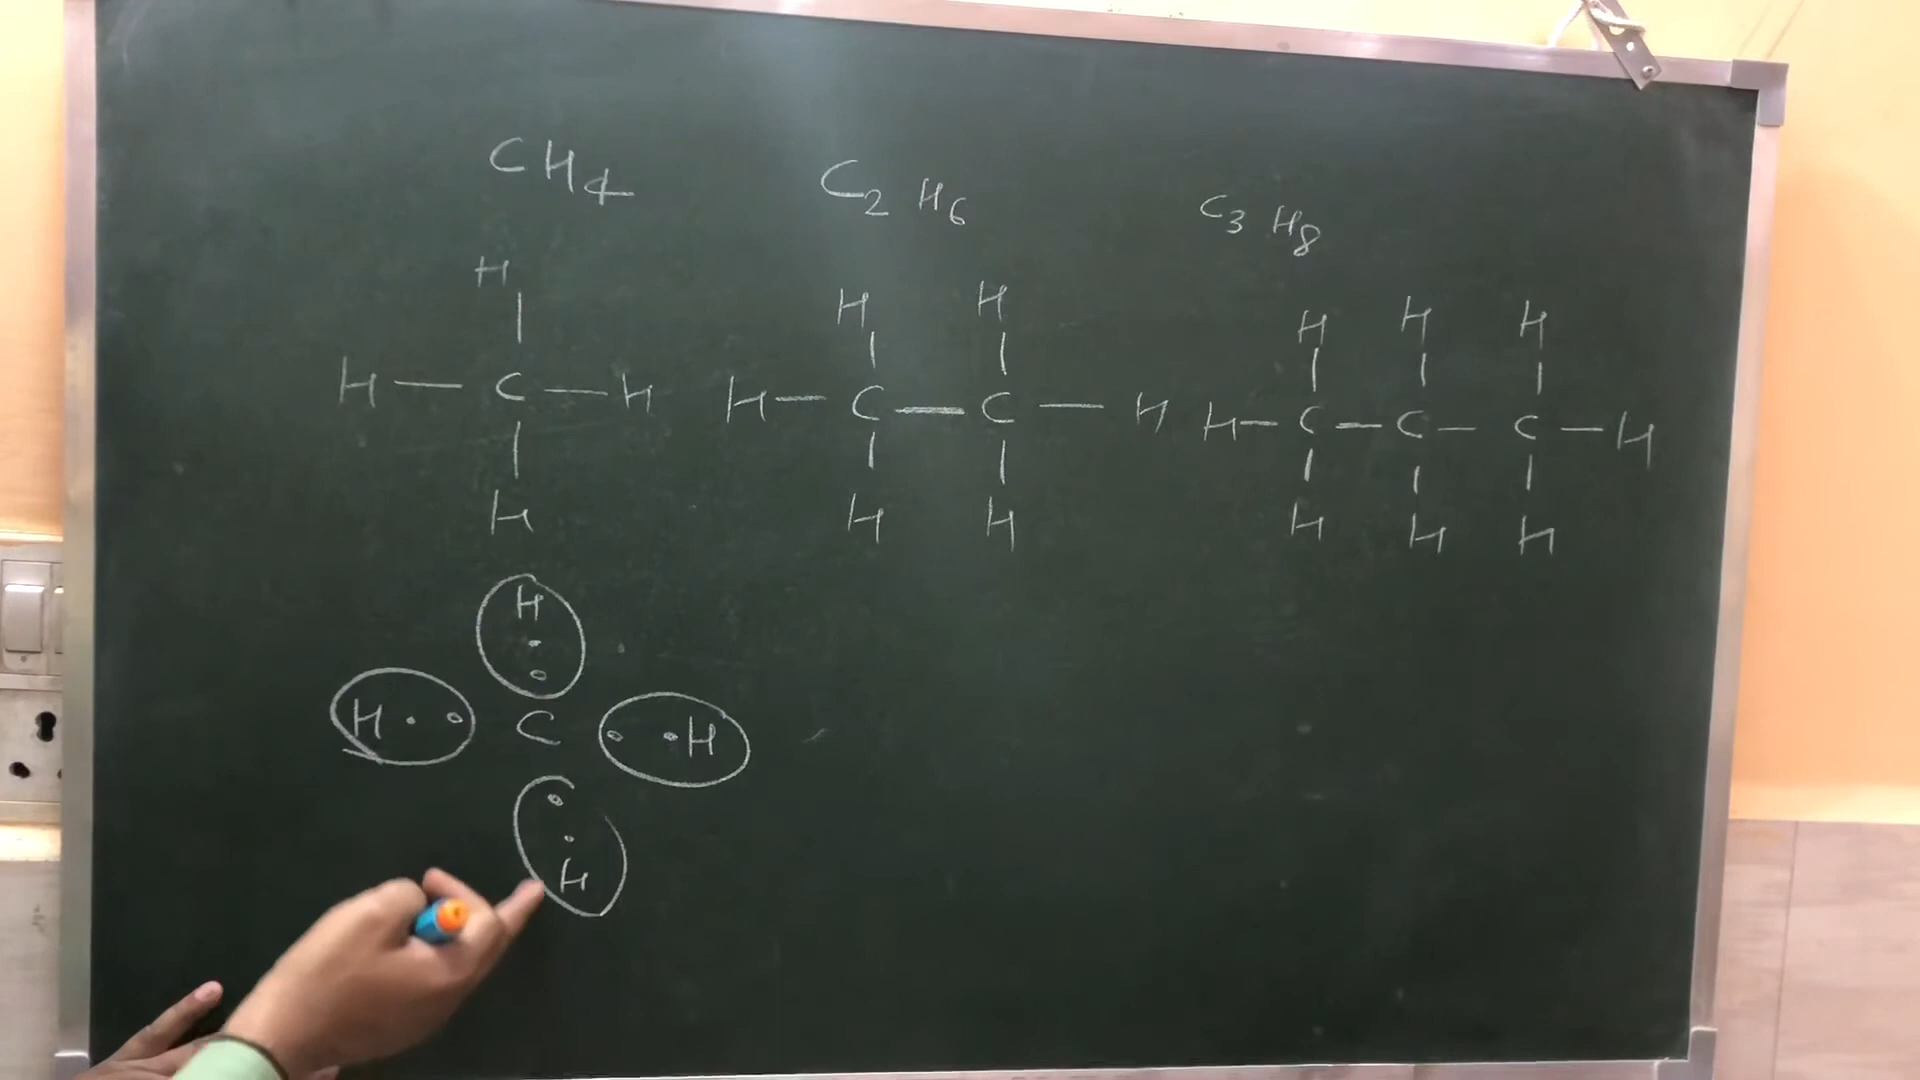 CH4
C2 H6
C3 H8
H
H H
H H H
H — C — H
H — C — C — H
H — C — C — C — H
H
H H
H H H
H
H C H
H